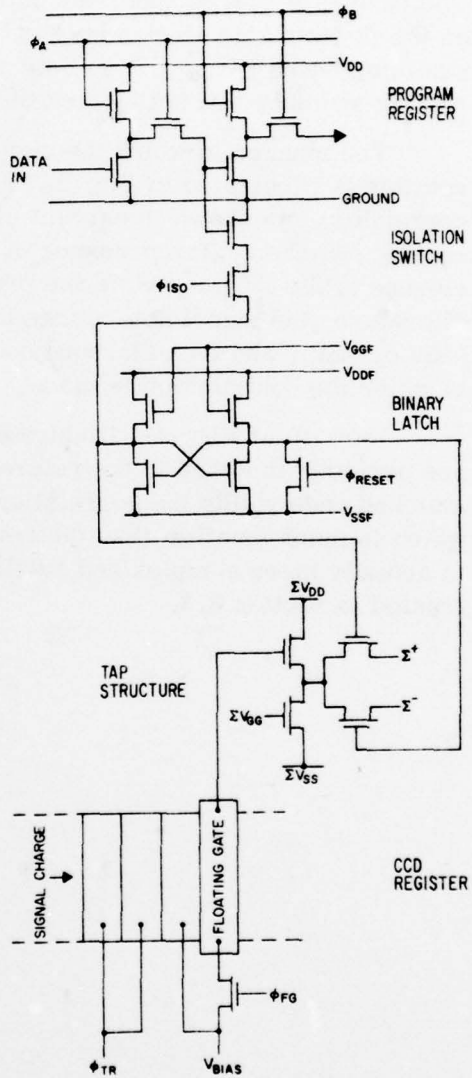 ϕB
ϕA
VDD
PROGRAM
REGISTER
DATA
IN
GROUND
ISOLATION
SWITCH
ϕISO
VGGF
VDDF
BINARY
LATCH
ϕRESET
VSSF
ΣVDD
TAP
STRUCTURE
Σ+
ΣVGG
Σ-
ΣVSS
SIGNAL CHARGE
FLOATING GATE
CCD
REGISTER
ϕFG
ϕTR
VBIAS